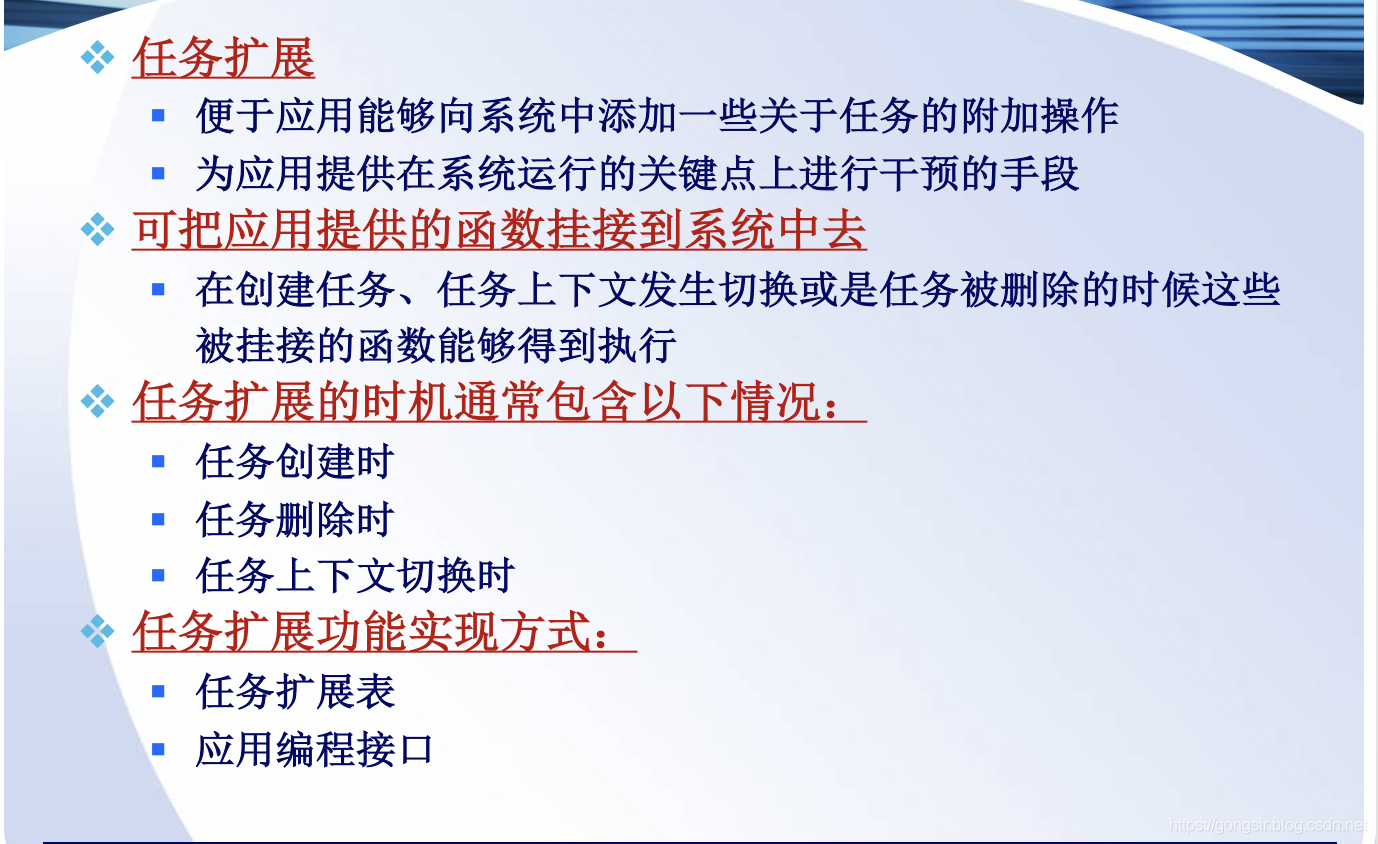 任务扩展
便于应用能够向系统中添加一些关于任务的附加操作
为应用提供在系统运行的关键点上进行干预的手段
可把应用提供的函数挂接到系统中去
在创建任务、任务上下文发生切换或是任务被删除的时候这些
被挂接的函数能够得到执行
任务扩展的时机通常包含以下情况：
任务创建时
任务删除时
任务上下文切换时
任务扩展功能实现方式：
任务扩展表
应用编程接口
https://gongsir.blog.csdn.net